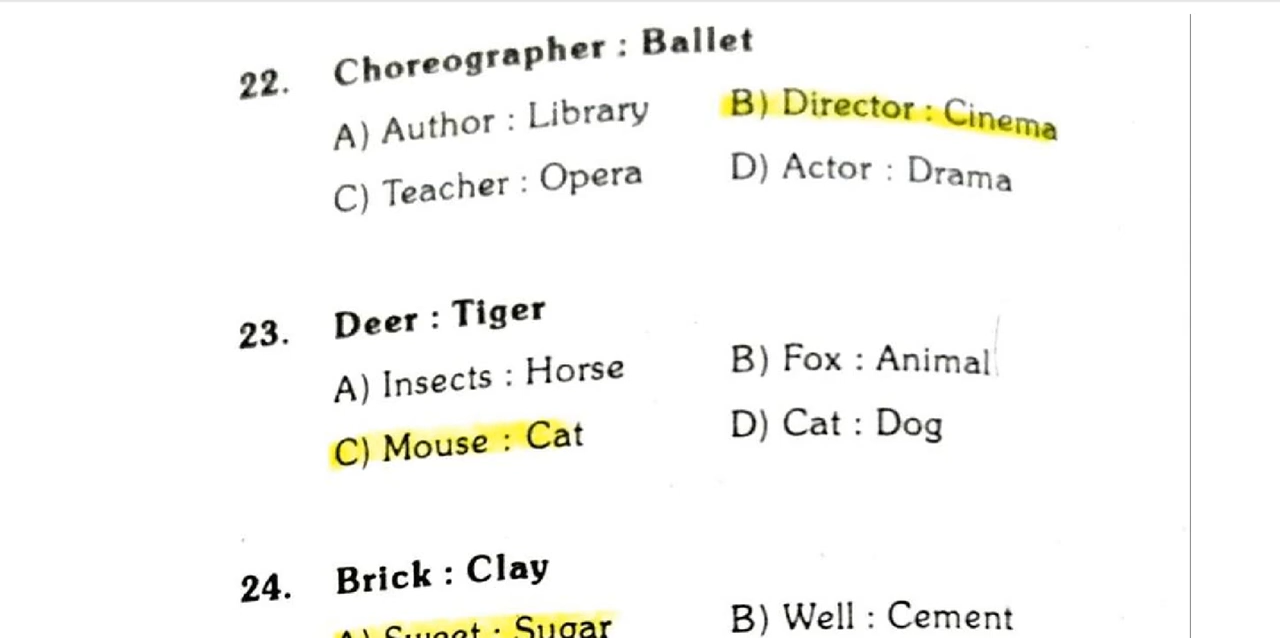 22. Choreographer : Ballet
A) Author : Library B) Director : Cinema
C) Teacher : Opera D) Actor : Drama
23. Deer : Tiger
A) Insects : Horse B) Fox : Animal
C) Mouse : Cat D) Cat : Dog
24. Brick : Clay
A) Sweet : Sugar B) Well : Cement